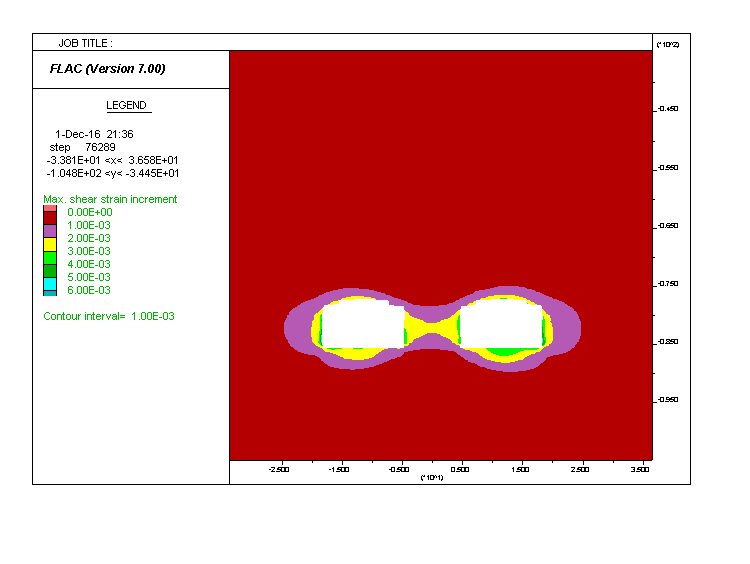 JOB TITLE :
(*10^2)
FLAC (Version 7.00)
LEGEND
1-Dec-16 21:36
step 76289
-3.381E+01 <x< 3.658E+01
-1.048E+02 <y< -3.445E+01
Max. shear strain increment
0.00E+00
1.00E-03
2.00E-03
3.00E-03
4.00E-03
5.00E-03
6.00E-03
Contour interval= 1.00E-03
-0.450
-0.550
-0.650
-0.750
-0.850
-0.950
-2.500 -1.500 -0.500 0.500 1.500 2.500 3.500
(*10^1)